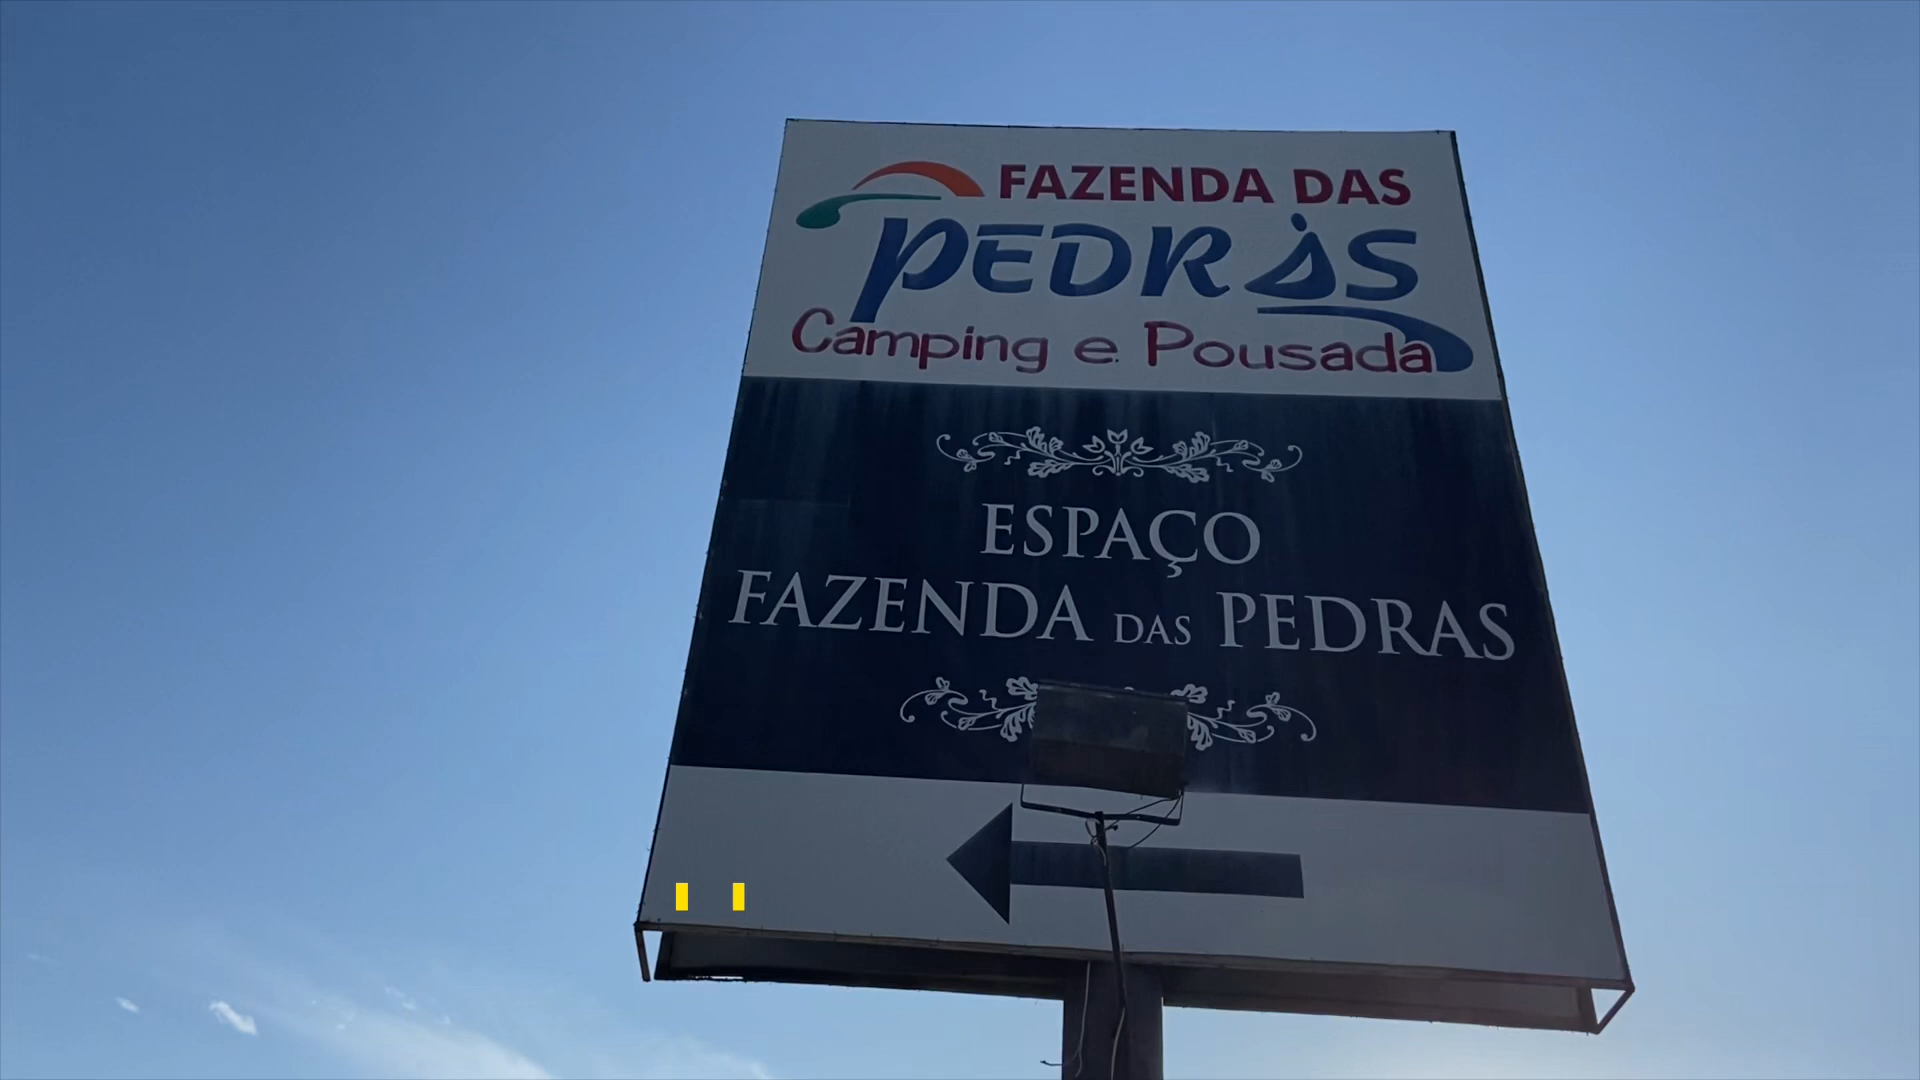 FAZENDA DAS
PEDRAS
Camping e Pousada
ESPAÇO
FAZENDA DAS PEDRAS